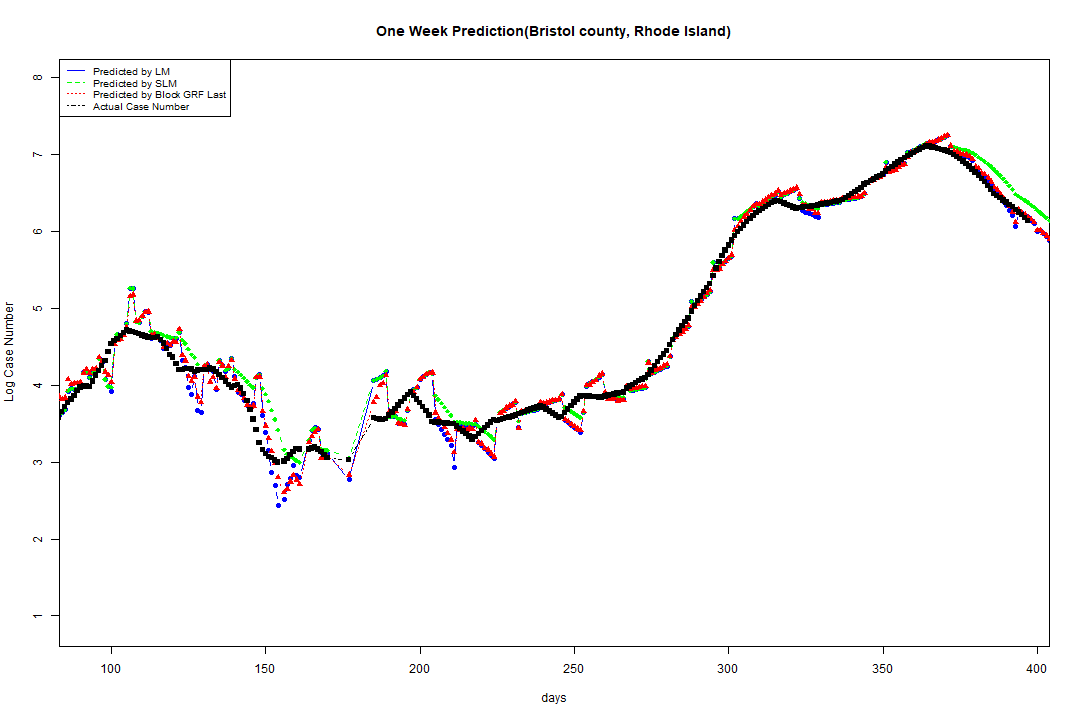 One Week Prediction(Bristol county, Rhode Island)
Predicted by LM
Predicted by SLM
Predicted by Block GRF Last
Actual Case Number
8
7
6
5
4
3
2
1
Log Case Number
100 150 200 250 300 350 400
days